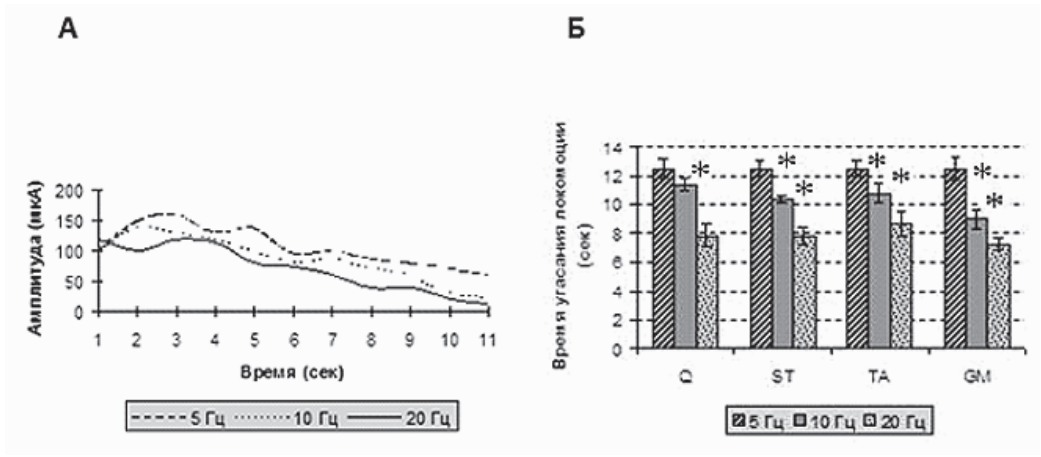 А
Б
Амплитуда (мкА)
200
150
100
50
0
1 2 3 4 5 6 7 8 9 10 11
Время (сек)
5 Гц 10 Гц 20 Гц
Время угасания локомоции
(сек)
14
12
10
8
6
4
2
0
* * * * * * *
Q ST TA GM
5 Гц 10 Гц 20 Гц